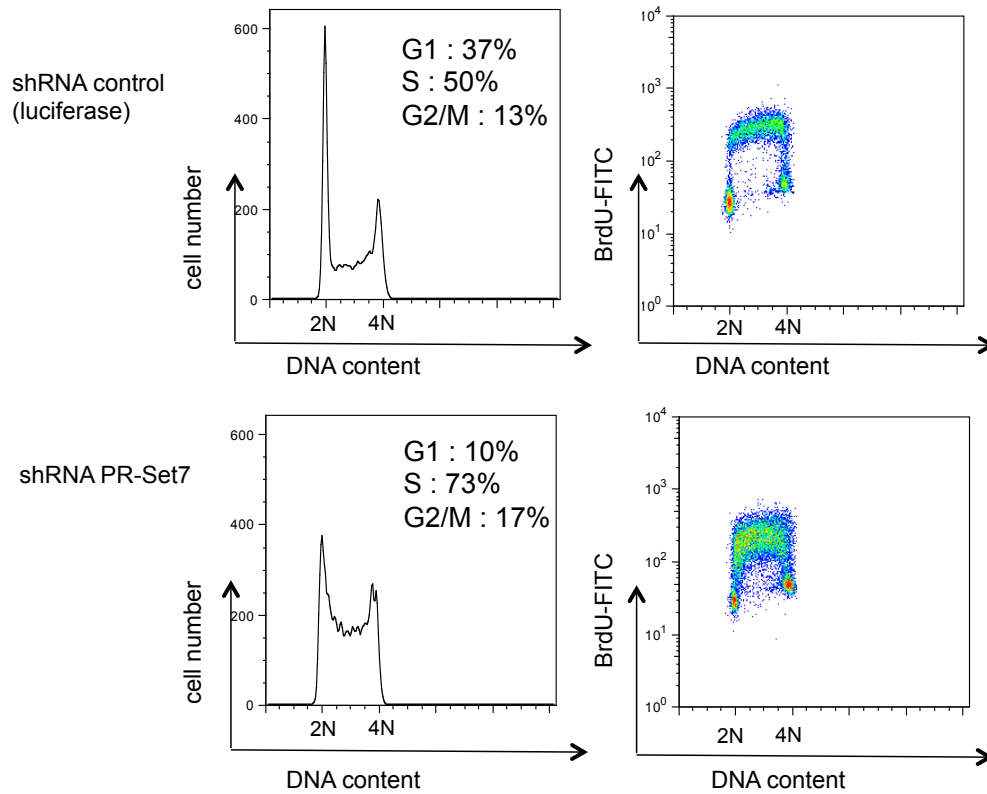 shRNA control
(luciferase)
600
400
200
0
cell number
G1 : 37%
S : 50%
G2/M : 13%
2N
4N
DNA content
10^4
10^3
10^2
10^1
10^0
BrdU-FITC
2N
4N
DNA content
shRNA PR-Set7
600
400
200
0
cell number
G1 : 10%
S : 73%
G2/M : 17%
2N
4N
DNA content
10^4
10^3
10^2
10^1
10^0
BrdU-FITC
2N
4N
DNA content